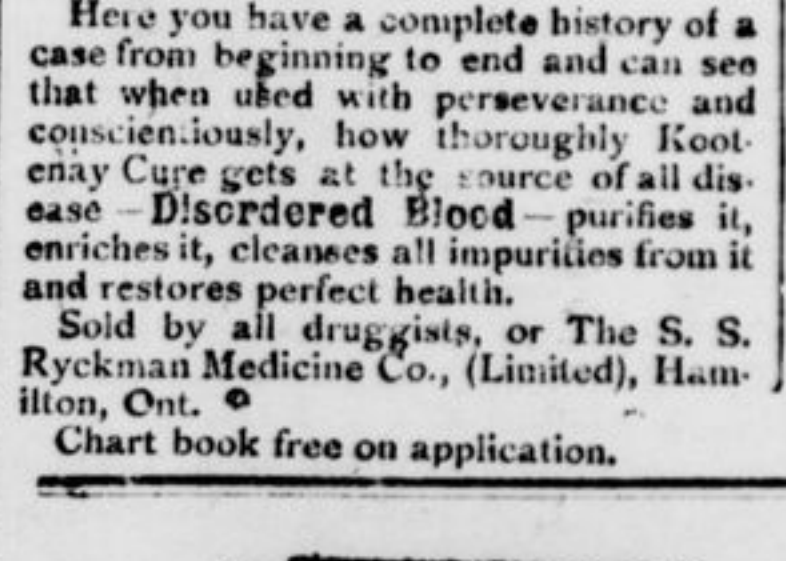 Here you have a complete history of a
case from beginning to end and can see
that when used with perseverance and
conscientiously, how thoroughly Koot-
enay Cure gets at the source of all dis-
ease — Disordered Blood — purifies it,
enriches it, cleanses all impurities from it
and restores perfect health.
Sold by all druggists, or The S. S.
Ryckman Medicine Co., (Limited), Ham-
ilton, Ont.
Chart book free on application.